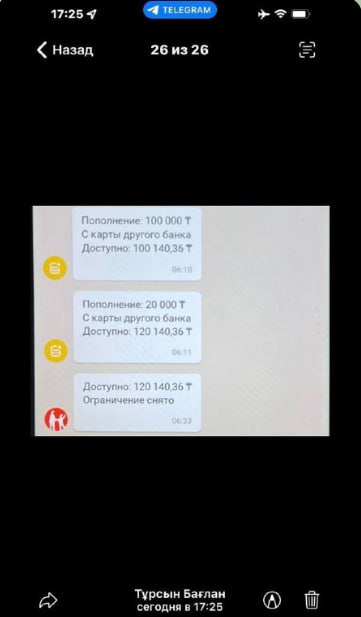 17:25
TELEGRAM
Назад
26 из 26
Пополнение: 100 000 ₸
С карты другого банка
Доступно: 100 140,36 ₸
06:10
Пополнение: 20 000 ₸
С карты другого банка
Доступно: 120 140,36 ₸
06:11
Доступно: 120 140,36 ₸
Ограничение снято
06:33
Тұрсын Бағлан
сегодня в 17:25